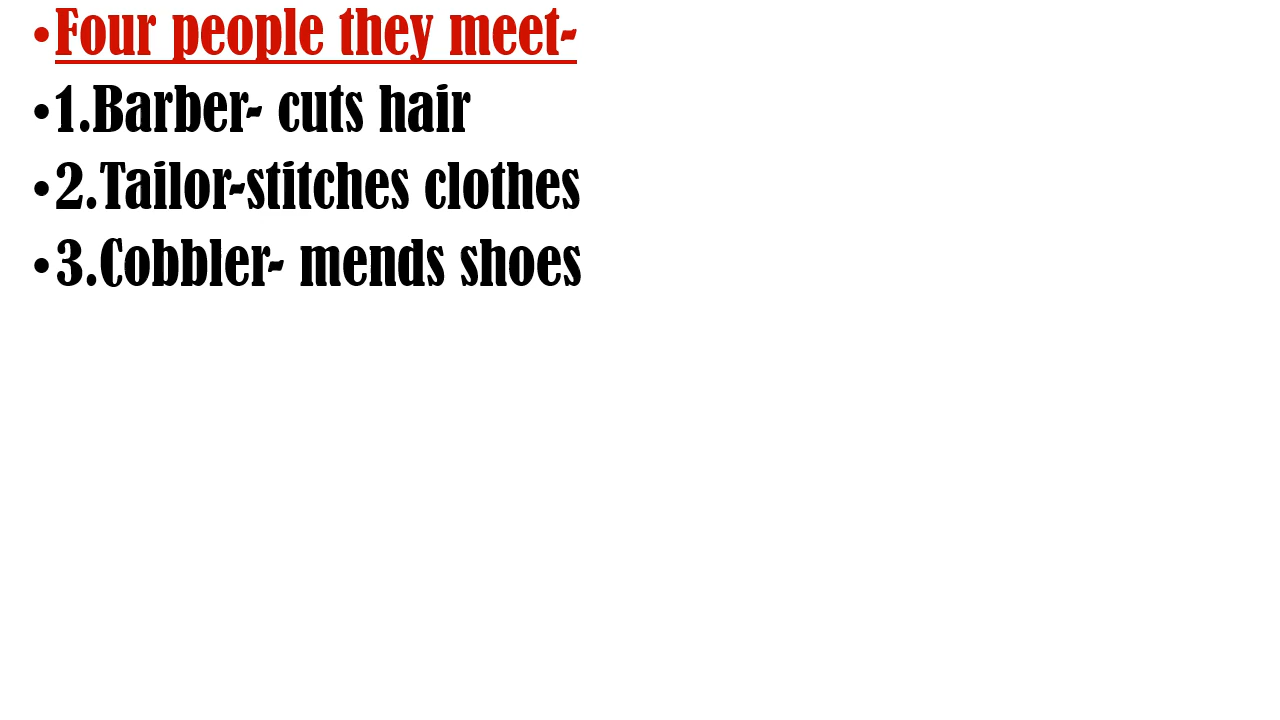 •Four people they meet-
•1.Barber- cuts hair
•2.Tailor-stitches clothes
•3.Cobbler- mends shoes